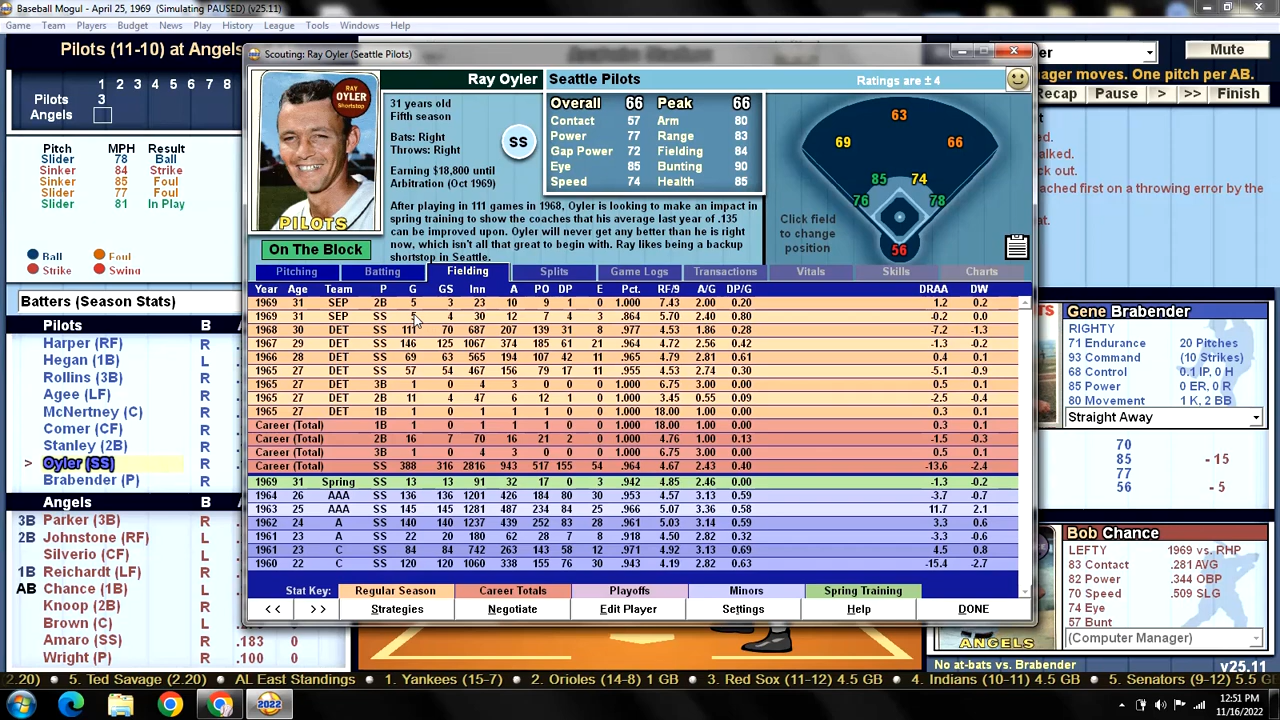 Baseball Mogul - April 25, 1969 (Simulating PAUSED) (v25.11)
Game Team Players Budget News Play History League Tools Windows Help
Pilots (11-10) at Angels
1 2 3 4 5 6 7 8
Pilots 3
Angels
Pitch MPH Result
Slider 78 Ball
Sinker 84 Strike
Sinker 85 Foul
Slider 77 Foul
Slider 81 In Play
Ball Foul
Strike Swing
Batters (Season Stats)
Pilots B
Harper (RF) R
Hegan (1B) L
Rollins (3B) R
Agee (LF) R
McNertney (C) R
Comer (CF) R
Stanley (2B) R
> Oyler (SS) R
Brabender (P) R
Angels B
3B Parker (3B) R
2B Johnstone (RF) L
Silverio (CF) R
1B Reichardt (LF) R
AB Chance (1B) L
Knoop (2B) R
Brown (C) L
Amaro (SS) .183 0
Wright (P) .100 0
Scouting: Ray Oyler (Seattle Pilots)
RAY OYLER Shortstop
PILOTS
On The Block
Ray Oyler
31 years old
Fifth season
Bats: Right
Throws: Right
Earning $18,800 until
Arbitration (Oct 1969)
SS
Seattle Pilots
Ratings are ± 4
Overall 66 Peak 66
Contact 57 Arm 80
Power 77 Range 83
Gap Power 72 Fielding 84
Eye 85 Bunting 90
Speed 74 Health 85
After playing in 111 games in 1968, Oyler is looking to make an impact in
spring training to show the coaches that his average last year of .135
can be improved upon. Oyler will never get any better than he is right
now, which isn't all that great to begin with. Ray likes being a backup
shortstop in Seattle.
63
69 66
85 74
76 78
56
Click field
to change
position
Pitching Batting Fielding Splits Game Logs Transactions Vitals Skills Charts
Year Age Team P G GS Inn A PO DP E Pct. RF/9 A/G DP/G DRAA DW
1969 31 SEP 2B 5 3 23 10 9 1 0 1.000 7.43 2.00 0.20 1.2 0.2
1969 31 SEP SS 5 4 30 12 7 4 3 .864 5.70 2.40 0.80 -0.2 0.0
1968 30 DET SS 111 70 687 207 139 31 8 .977 4.53 1.86 0.28 -7.2 -1.3
1967 29 DET SS 146 125 1067 374 185 61 21 .964 4.72 2.56 0.42 -1.3 -0.2
1966 28 DET SS 69 63 565 194 107 42 11 .965 4.79 2.81 0.61 0.4 0.1
1965 27 DET SS 57 54 467 156 79 17 11 .955 4.53 2.74 0.30 -5.1 -0.9
1965 27 DET 3B 1 0 4 3 0 0 0 1.000 6.75 3.00 0.00 0.5 0.1
1965 27 DET 2B 11 4 47 6 12 1 0 1.000 3.45 0.55 0.09 -2.5 -0.4
1965 27 DET 1B 1 0 1 1 1 0 0 1.000 18.00 1.00 0.00 0.3 0.1
Career (Total) 1B 1 0 1 1 1 0 0 1.000 18.00 1.00 0.00 0.3 0.1
Career (Total) 2B 16 7 70 16 21 2 0 1.000 4.76 1.00 0.13 -1.5 -0.3
Career (Total) 3B 1 0 4 3 0 0 0 1.000 6.75 3.00 0.00 0.5 0.1
Career (Total) SS 388 316 2816 943 517 155 54 .964 4.67 2.43 0.40 -13.6 -2.4
1969 31 Spring SS 13 13 91 32 17 0 3 .942 4.85 2.46 0.00 -1.3 0.1
1964 26 AAA SS 136 136 1201 426 184 80 30 .953 4.57 3.13 0.59 -3.7 -0.7
1963 25 AAA SS 145 145 1281 487 234 84 25 .966 5.07 3.36 0.58 11.7 2.1
1962 24 A SS 140 140 1237 439 252 83 28 .961 5.03 3.14 0.59 3.3 0.6
1961 23 A SS 22 20 180 62 28 7 8 .918 4.50 2.82 0.32 -3.3 -0.6
1961 23 C SS 84 84 742 263 143 58 12 .971 4.92 3.13 0.69 4.5 0.8
1960 22 C SS 120 120 1060 338 155 76 30 .943 4.19 2.82 0.63 -15.4 -2.7
Stat Key: Regular Season Career Totals Playoffs Minors Spring Training
<< >> Strategies Negotiate Edit Player Settings Help DONE
Mute
nager moves. One pitch per AB.
Recap Pause > >> Finish
walked.
k out.
ached first on a throwing error by the
Gene Brabender
RIGHTY
71 Endurance 20 Pitches
93 Command (10 Strikes)
68 Control 0.1 IP, 0 H
85 Power 0 ER, 0 R
80 Movement 1 K, 2 BB
Straight Away
70
85 - 15
77
56 - 5
Bob Chance
LEFTY 1969 vs. RHP
83 Contact .281 AVG
82 Power .344 OBP
70 Speed .509 SLG
74 Eye
57 Bunt
(Computer Manager)
ANGELS
No at-bats vs. Brabender v25.11
2.20) • 5. Ted Savage (2.20) • AL East Standings • 1. Yankees (15-7) • 2. Orioles (14-8) 1 GB • 3. Red Sox (11-12) 4.5 GB • 4. Indians (10-11) 4.5 GB • 5. Senators (9-12) 5.5 G
2022
12:51 PM
11/16/2022